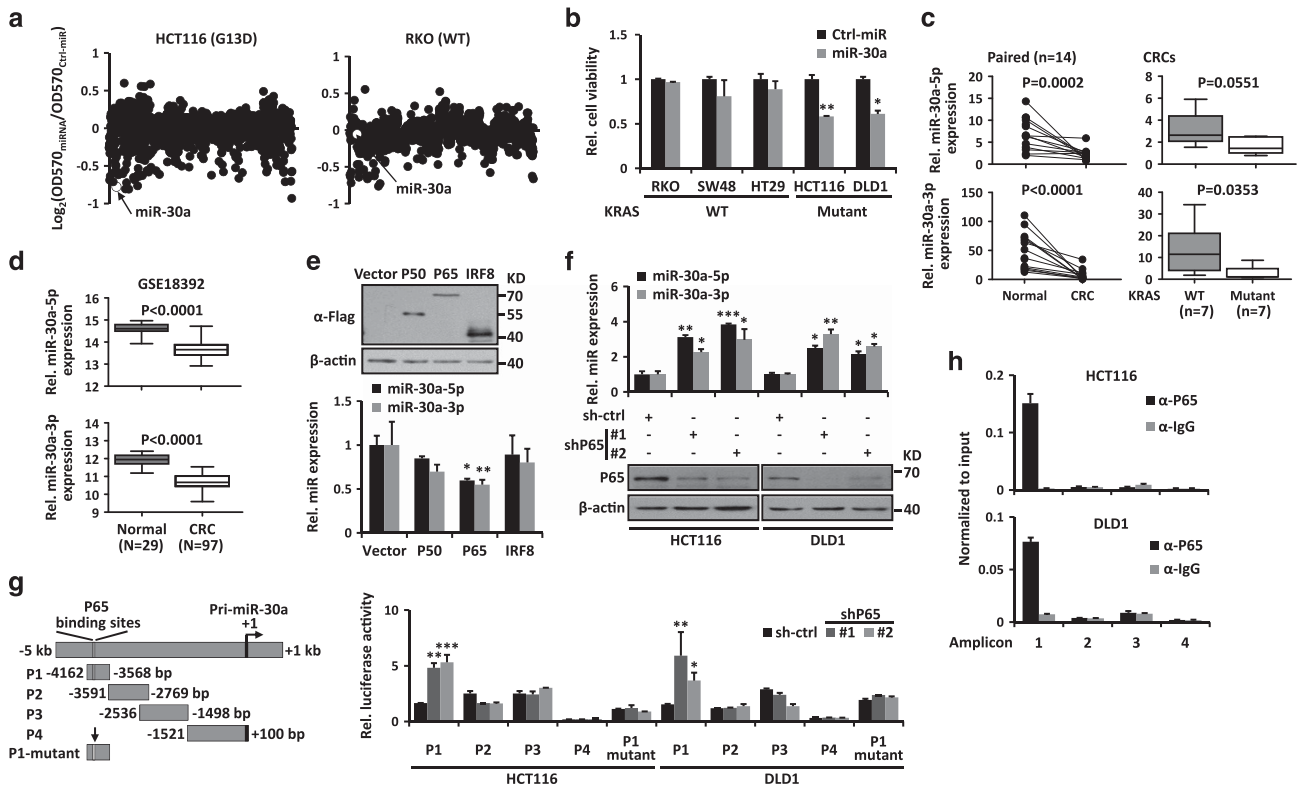 a
HCT116 (G13D)
RKO (WT)
Log2(OD570miRNA/OD570Ctrl-miR)
1
0.5
0
-0.5
-1
miR-30a
1
0.5
0
-0.5
-1
miR-30a
b
Ctrl-miR
miR-30a
Rel. cell viability
1.5
1
0.5
0
**
*
RKO SW48 HT29 HCT116 DLD1
KRAS WT Mutant
c
Paired (n=14)
CRCs
Rel. miR-30a-5p expression
20
15
10
5
0
P=0.0002
8
6
4
2
0
P=0.0551
Rel. miR-30a-3p expression
150
100
50
0
P<0.0001
40
30
20
10
0
P=0.0353
Normal CRC KRAS WT Mutant
(n=7) (n=7)
d
GSE18392
Rel. miR-30a-5p expression
16
15
14
13
12
P<0.0001
Rel. miR-30a-3p expression
14
13
12
11
10
9
P<0.0001
Normal CRC
(N=29) (N=97)
e
Vector P50 P65 IRF8 KD
α-Flag
70
55
40
β-actin
40
miR-30a-5p
miR-30a-3p
Rel. miR expression
1.5
1
0.5
0
* **
Vector P50 P65 IRF8
f
miR-30a-5p
miR-30a-3p
Rel. miR expression
6
4
2
0
** * *** * * ** * *
sh-ctrl + - - + - -
shP65 #1 - + - - + -
#2 - - + - - +
KD
P65
70
β-actin
40
HCT116 DLD1
g
P65 binding sites
Pri-miR-30a
+1
-5 kb +1 kb
P1 -4162 -3568 bp
P2 -3591 -2769 bp
P3 -2536 -1498 bp
P4 -1521 +100 bp
P1-mutant
Rel. luciferase activity
10
5
0
shP65
sh-ctrl #1 #2
** ***
** *
P1 P2 P3 P4 P1 mutant P1 P2 P3 P4 P1 mutant
HCT116 DLD1
h
HCT116
α-P65
α-IgG
Normalized to input
0.2
0.1
0
DLD1
α-P65
α-IgG
0.1
0.05
0
Amplicon 1 2 3 4